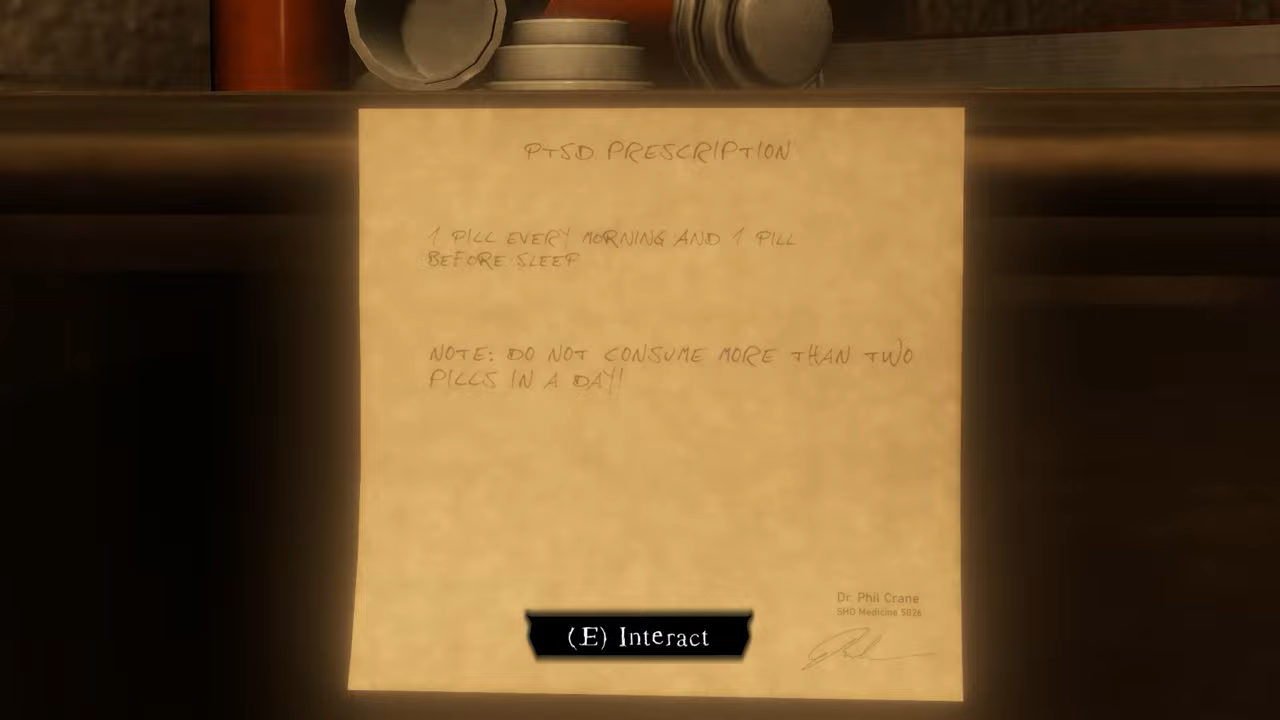 PTSD PRESCRIPTION
1 PILL EVERY MORNING AND 1 PILL
BEFORE SLEEP
NOTE: DO NOT CONSUME MORE THAN TWO
PILLS IN A DAY!
Dr. Phil Crane
SHD Medicine 5026
(E) Interact